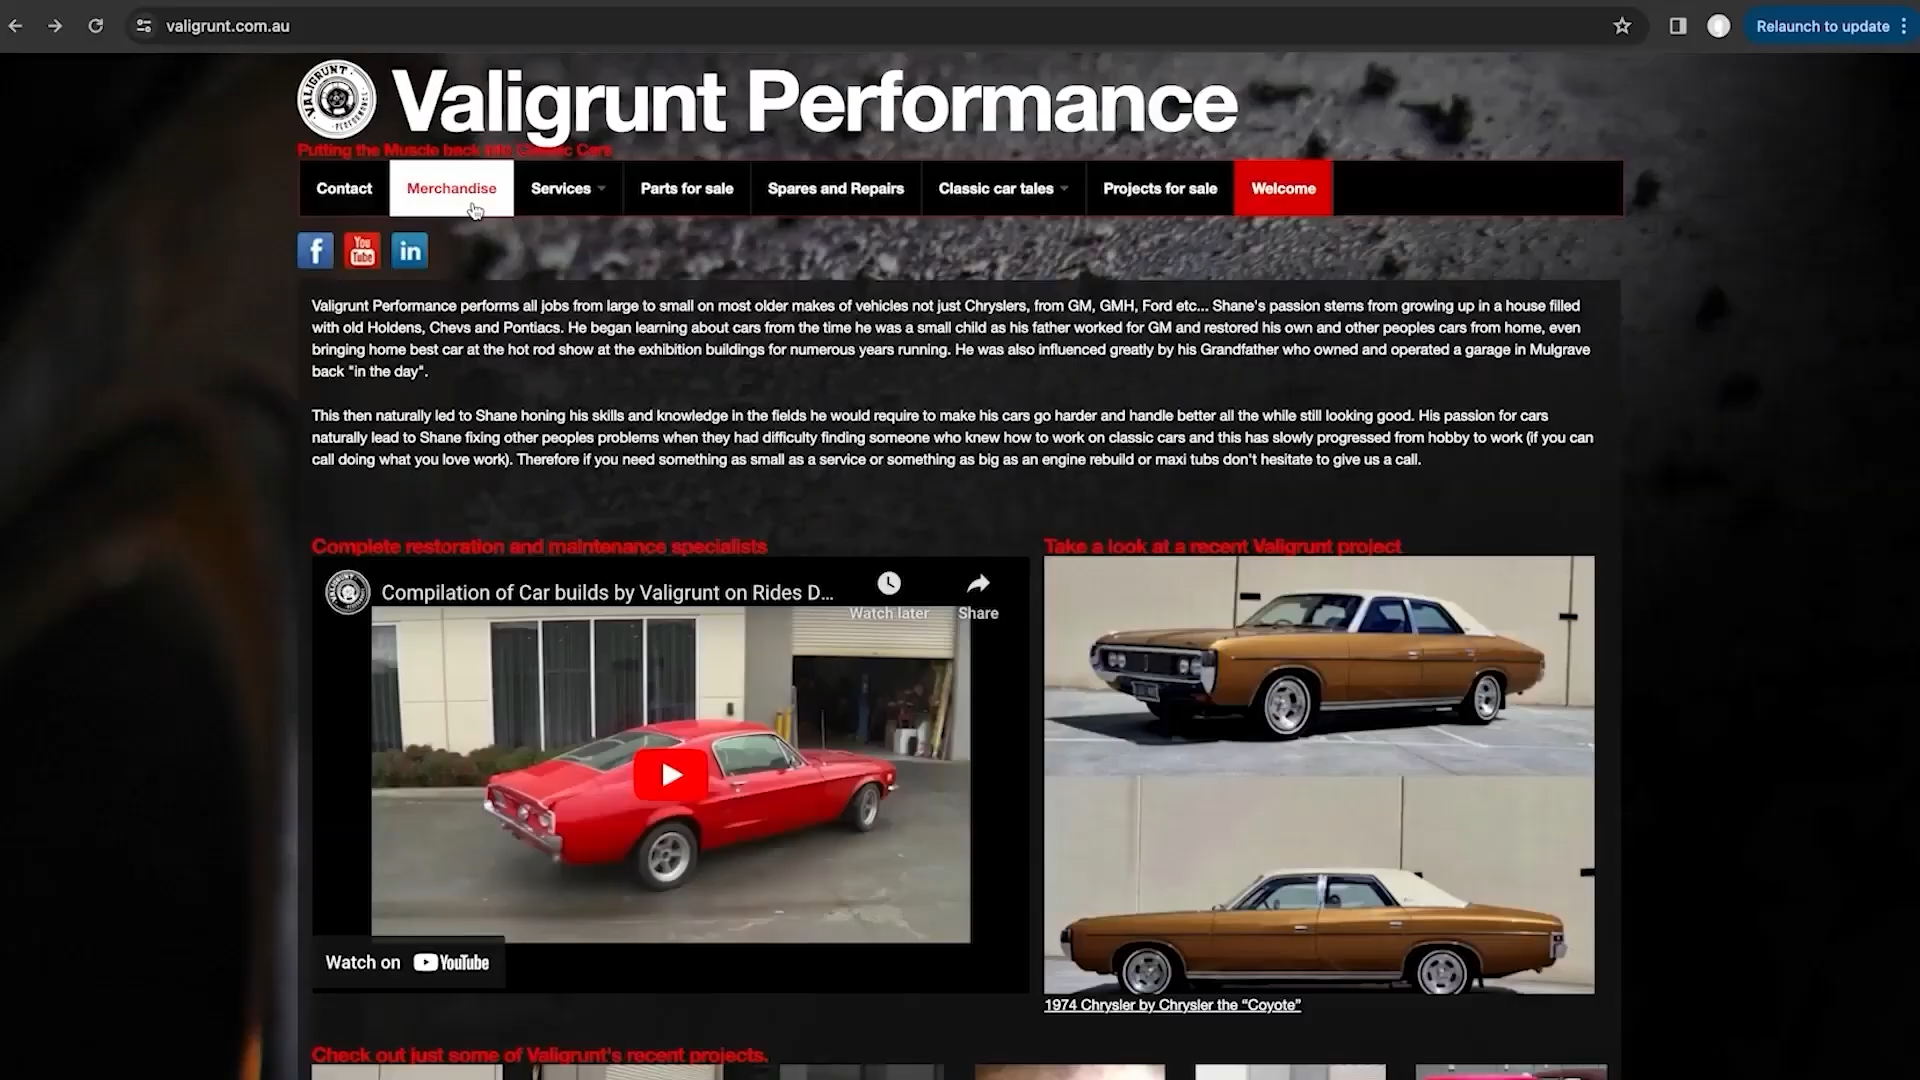 valigrunt.com.au
Relaunch to update
VALIGRUNT
PERFORMANCE
Valigrunt Performance
Putting the Muscle back into Classic Cars
Contact
Merchandise
Services
Parts for sale
Spares and Repairs
Classic car tales
Projects for sale
Welcome
f
You
Tube
in
Valigrunt Performance performs all jobs from large to small on most older makes of vehicles not just Chryslers, from GM, GMH, Ford etc... Shane's passion stems from growing up in a house filled
with old Holdens, Chevs and Pontiacs. He began learning about cars from the time he was a small child as his father worked for GM and restored his own and other peoples cars from home, even
bringing home best car at the hot rod show at the exhibition buildings for numerous years running. He was also influenced greatly by his Grandfather who owned and operated a garage in Mulgrave
back "in the day".
This then naturally led to Shane honing his skills and knowledge in the fields he would require to make his cars go harder and handle better all the while still looking good. His passion for cars
naturally lead to Shane fixing other peoples problems when they had difficulty finding someone who knew how to work on classic cars and this has slowly progressed from hobby to work (if you can
call doing what you love work). Therefore if you need something as small as a service or something as big as an engine rebuild or maxi tubs don't hesitate to give us a call.
Complete restoration and maintenance specialists
Compilation of Car builds by Valigrunt on Rides D...
Watch later
Share
Watch on YouTube
Take a look at a recent Valigrunt project
1974 Chrysler by Chrysler the “Coyote”
Check out just some of Valigrunt's recent projects.